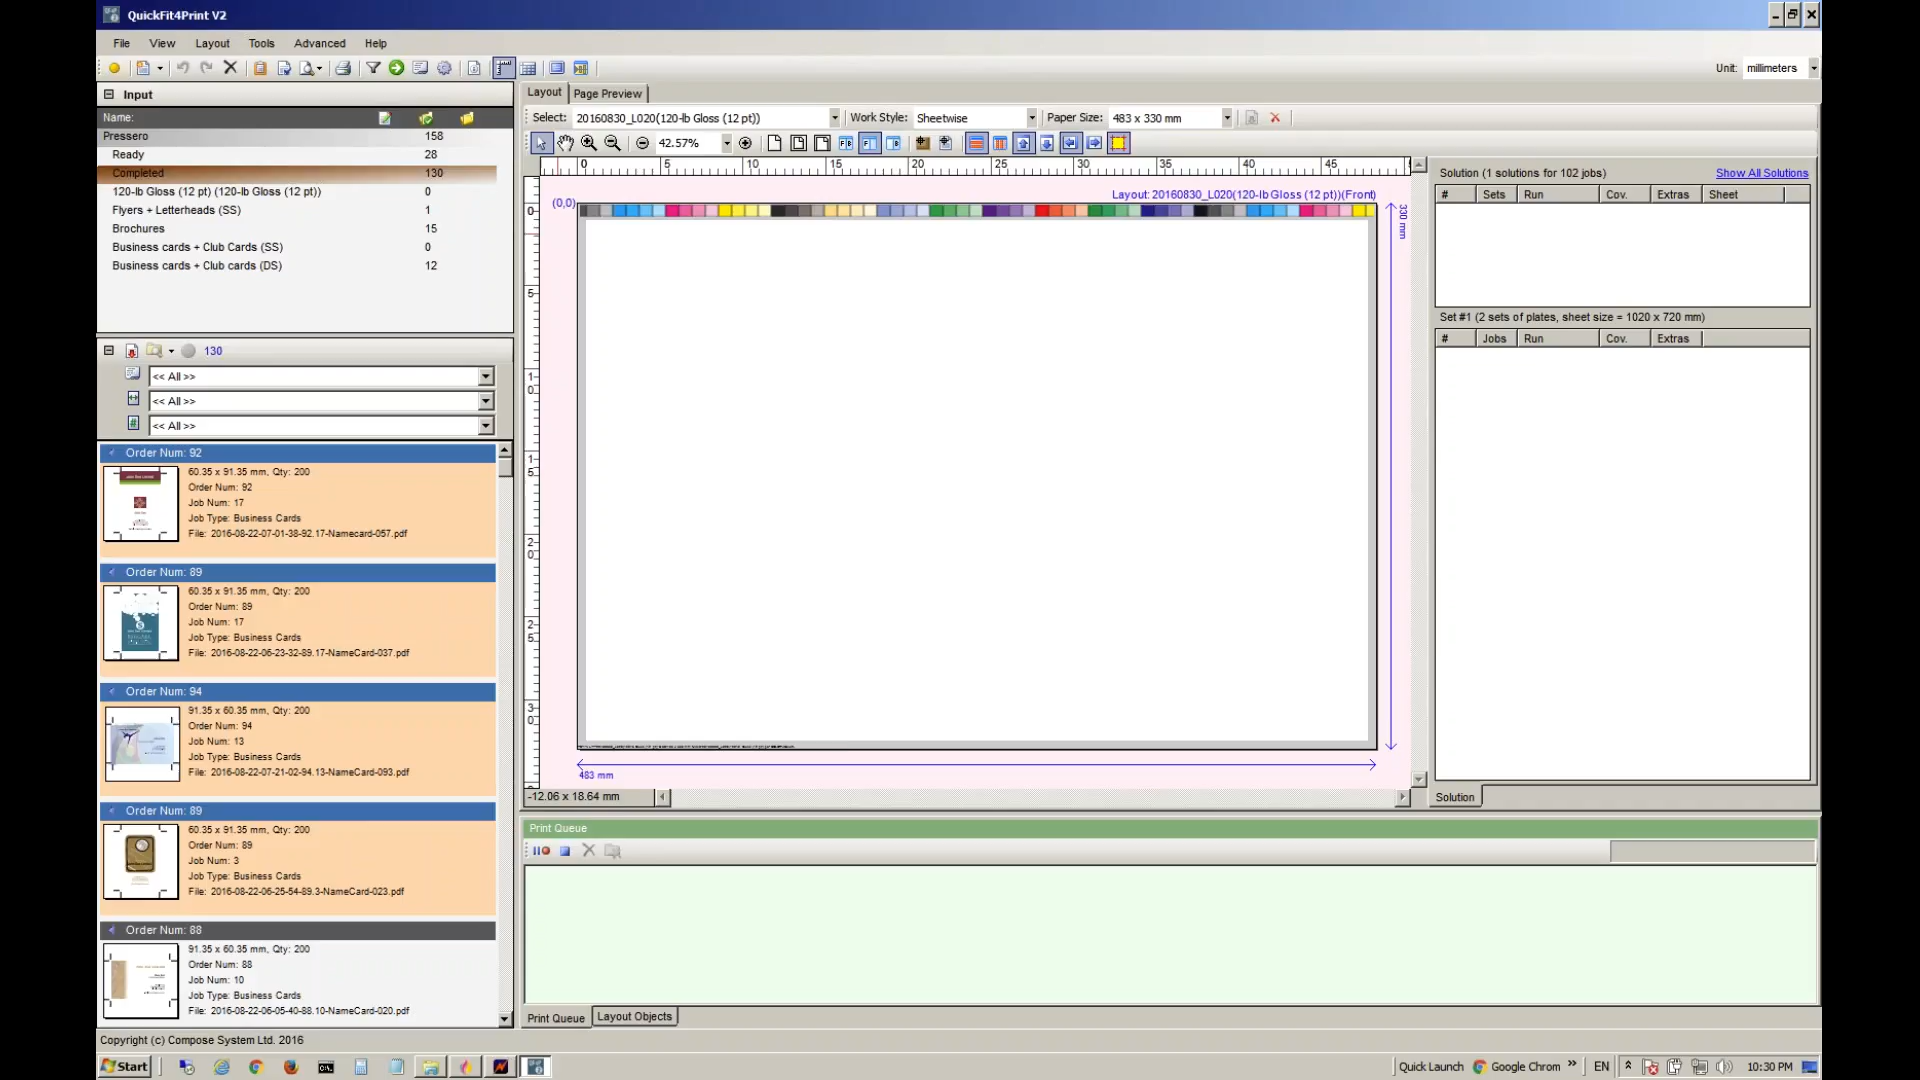 QuickFit4Print V2
File View Layout Tools Advanced Help
Unit: millimeters
Input
Name:
Pressero 158
Ready 28
Completed 130
120-lb Gloss (12 pt) (120-lb Gloss (12 pt)) 0
Flyers + Letterheads (SS) 1
Brochures 15
Business cards + Club Cards (SS) 0
Business cards + Club cards (DS) 12
130
<< All >>
<< All >>
<< All >>
Order Num: 92
60.35 x 91.35 mm, Qty: 200
Order Num: 92
Job Num: 17
Job Type: Business Cards
File: 2016-08-22-07-01-38-92.17-Namecard-057.pdf
Order Num: 89
60.35 x 91.35 mm, Qty: 200
Order Num: 89
Job Num: 17
Job Type: Business Cards
File: 2016-08-22-06-23-32-89.17-NameCard-037.pdf
Order Num: 94
91.35 x 60.35 mm, Qty: 200
Order Num: 94
Job Num: 13
Job Type: Business Cards
File: 2016-08-22-07-21-02-94.13-NameCard-093.pdf
Order Num: 89
60.35 x 91.35 mm, Qty: 200
Order Num: 89
Job Num: 3
Job Type: Business Cards
File: 2016-08-22-06-25-54-89.3-NameCard-023.pdf
Order Num: 88
91.35 x 60.35 mm, Qty: 200
Order Num: 88
Job Num: 10
Job Type: Business Cards
File: 2016-08-22-06-05-40-88.10-NameCard-020.pdf
Layout Page Preview
Select: 20160830_L020(120-lb Gloss (12 pt)) Work Style: Sheetwise Paper Size: 483 x 330 mm
42.57%
0 5 10 15 20 25 30 35 40 45
Layout: 20160830_L020(120-lb Gloss (12 pt))(Front)
(0,0)
330 mm
0
5
10
15
20
25
30
483 mm
-12.06 x 18.64 mm
Solution (1 solutions for 102 jobs) Show All Solutions
# Sets Run Cov. Extras Sheet
Set #1 (2 sets of plates, sheet size = 1020 x 720 mm)
# Jobs Run Cov. Extras
Solution
Print Queue
Print Queue Layout Objects
Copyright (c) Compose System Ltd. 2016
Start Quick Launch Google Chrom EN 10:30 PM